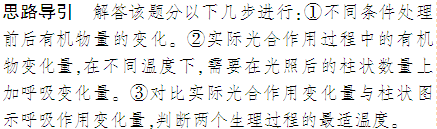 思路导引 解答该题分以下几步进行:①不同条件处理
前后有机物量的变化。②实际光合作用过程中的有机
物变化量,在不同温度下,需要在光照后的柱状数量上
加呼吸变化量。③对比实际光合作用变化量与柱状图
示呼吸作用变化量,判断两个生理过程的最适温度。